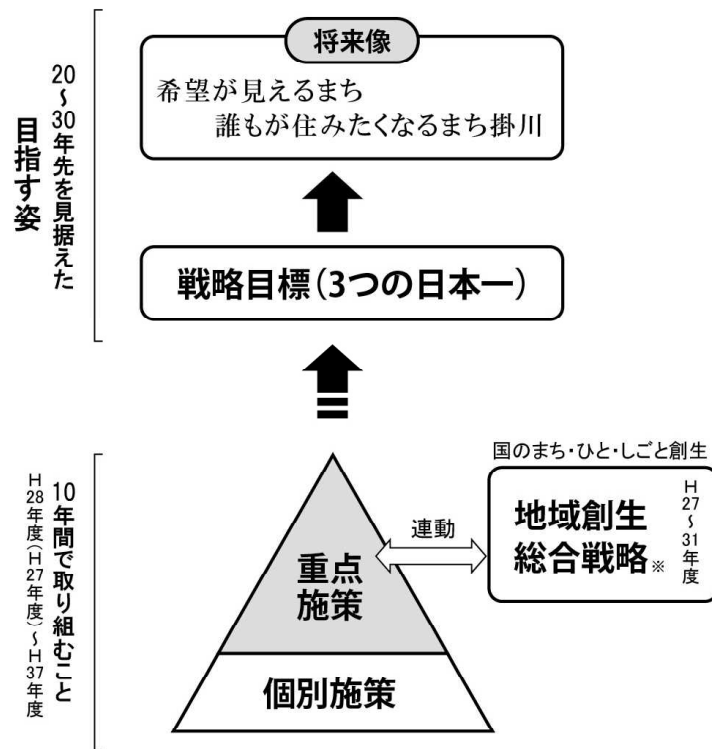 20～30年先を見据えた
目指す姿
将来像
希望が見えるまち
誰もが住みたくなるまち掛川
戦略目標（3つの日本一）
10年間で取り組むこと
H28年度（H27年度）～H37年度
重点
施策
個別施策
連動
国のまち・ひと・しごと創生
地域創生
総合戦略※
H27～31年度